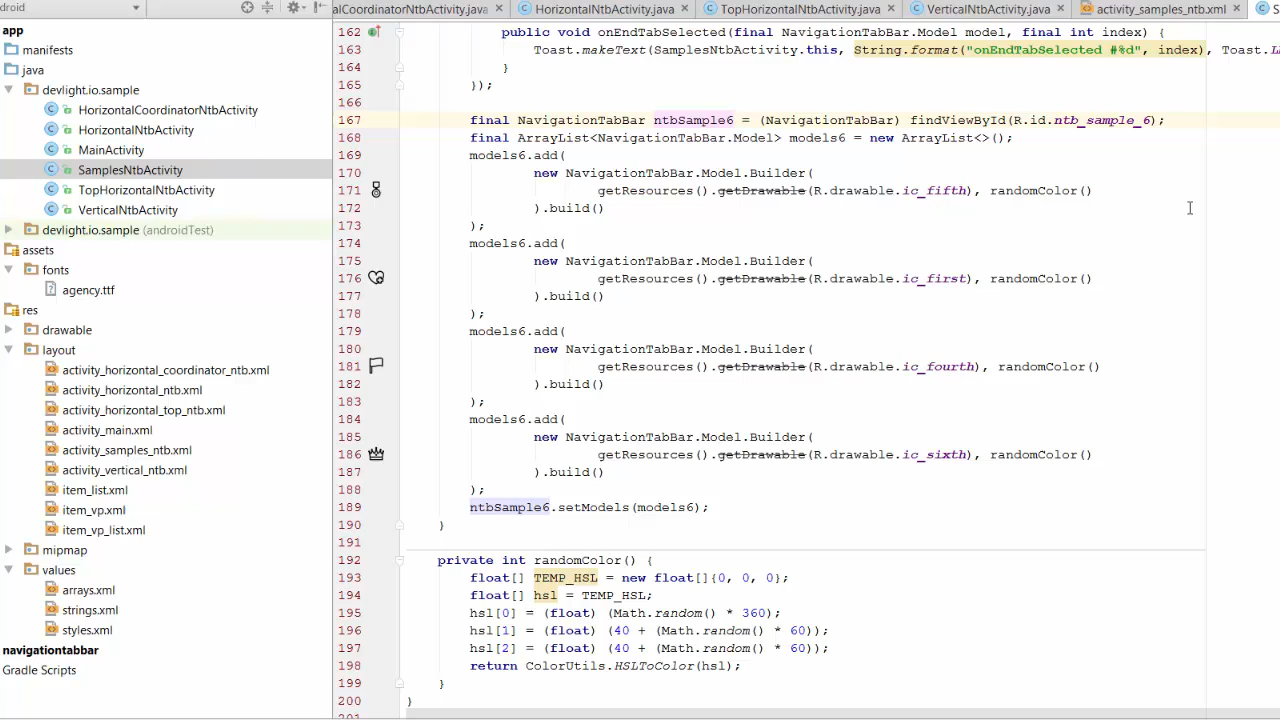 droid
alCoordinatorNtbActivity.java
HorizontalNtbActivity.java
TopHorizontalNtbActivity.java
VerticalNtbActivity.java
activity_samples_ntb.xml
S
app
manifests
java
devlight.io.sample
HorizontalCoordinatorNtbActivity
HorizontalNtbActivity
MainActivity
SamplesNtbActivity
TopHorizontalNtbActivity
VerticalNtbActivity
devlight.io.sample (androidTest)
assets
fonts
agency.ttf
res
drawable
layout
activity_horizontal_coordinator_ntb.xml
activity_horizontal_ntb.xml
activity_horizontal_top_ntb.xml
activity_main.xml
activity_samples_ntb.xml
activity_vertical_ntb.xml
item_list.xml
item_vp.xml
item_vp_list.xml
mipmap
values
arrays.xml
strings.xml
styles.xml
navigationtabbar
Gradle Scripts
162 public void onEndTabSelected(final NavigationTabBar.Model model, final int index) {
163 Toast.makeText(SamplesNtbActivity.this, String.format("onEndTabSelected #%d", index), Toast.
164 }
165 });
166
167 final NavigationTabBar ntbSample6 = (NavigationTabBar) findViewById(R.id.ntb_sample_6);
168 final ArrayList<NavigationTabBar.Model> models6 = new ArrayList<>();
169 models6.add(
170 new NavigationTabBar.Model.Builder(
171 getResources().getDrawable(R.drawable.ic_fifth), randomColor()
172 ).build()
173 );
174 models6.add(
175 new NavigationTabBar.Model.Builder(
176 getResources().getDrawable(R.drawable.ic_first), randomColor()
177 ).build()
178 );
179 models6.add(
180 new NavigationTabBar.Model.Builder(
181 getResources().getDrawable(R.drawable.ic_fourth), randomColor()
182 ).build()
183 );
184 models6.add(
185 new NavigationTabBar.Model.Builder(
186 getResources().getDrawable(R.drawable.ic_sixth), randomColor()
187 ).build()
188 );
189 ntbSample6.setModels(models6);
190 }
191
192 private int randomColor() {
193 float[] TEMP_HSL = new float[]{0, 0, 0};
194 float[] hsl = TEMP_HSL;
195 hsl[0] = (float) (Math.random() * 360);
196 hsl[1] = (float) (40 + (Math.random() * 60));
197 hsl[2] = (float) (40 + (Math.random() * 60));
198 return ColorUtils.HSLToColor(hsl);
199 }
200 }
201